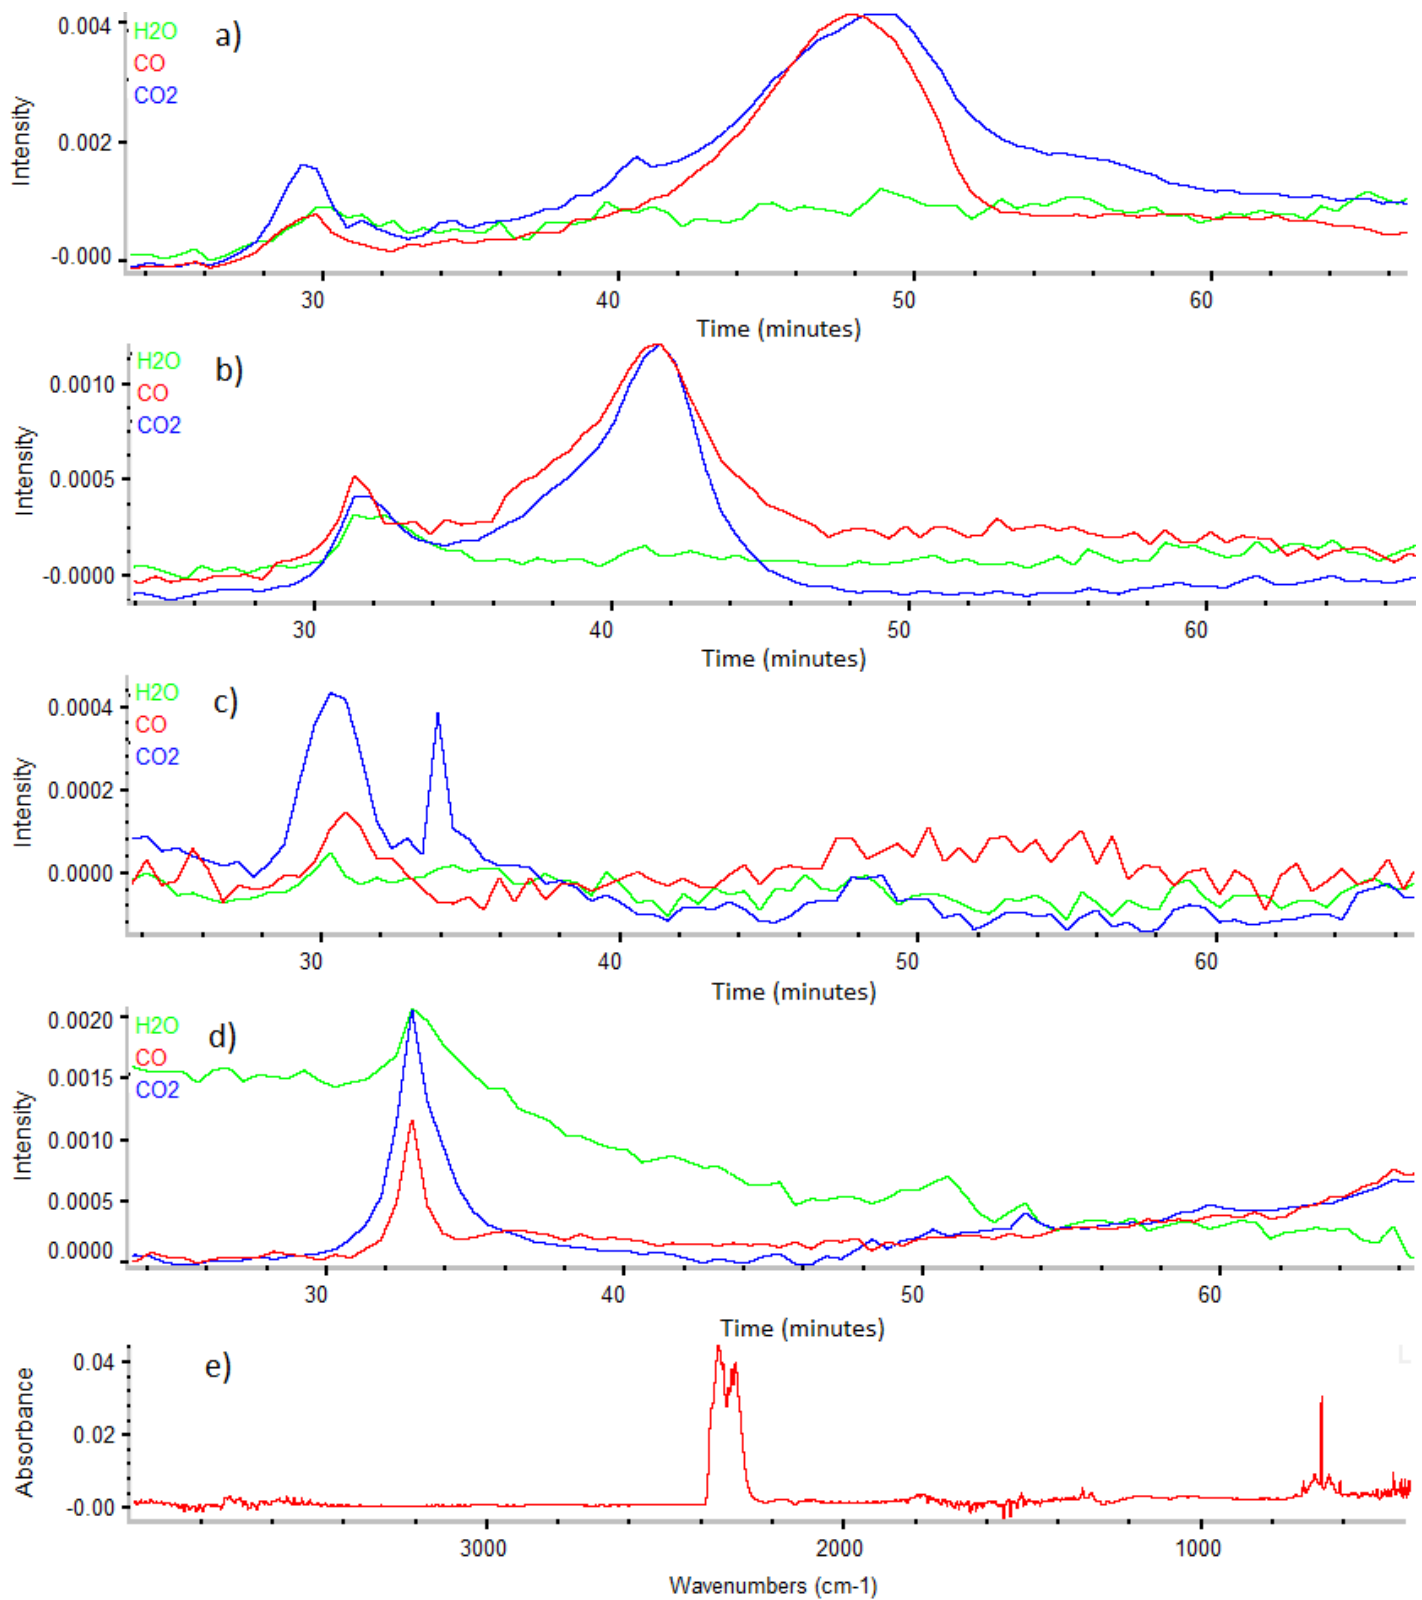 a)
H2O
CO
CO2
0.004
0.002
-0.000
Intensity
30 40 50 60
Time (minutes)
b)
H2O
CO
CO2
0.0010
0.0005
-0.0000
Intensity
30 40 50 60
Time (minutes)
c)
H2O
CO
CO2
0.0004
0.0002
0.0000
Intensity
30 40 50 60
Time (minutes)
d)
H2O
CO
CO2
0.0020
0.0015
0.0010
0.0005
0.0000
Intensity
30 40 50 60
Time (minutes)
e)
L
0.04
0.02
-0.00
Absorbance
3000 2000 1000
Wavenumbers (cm-1)